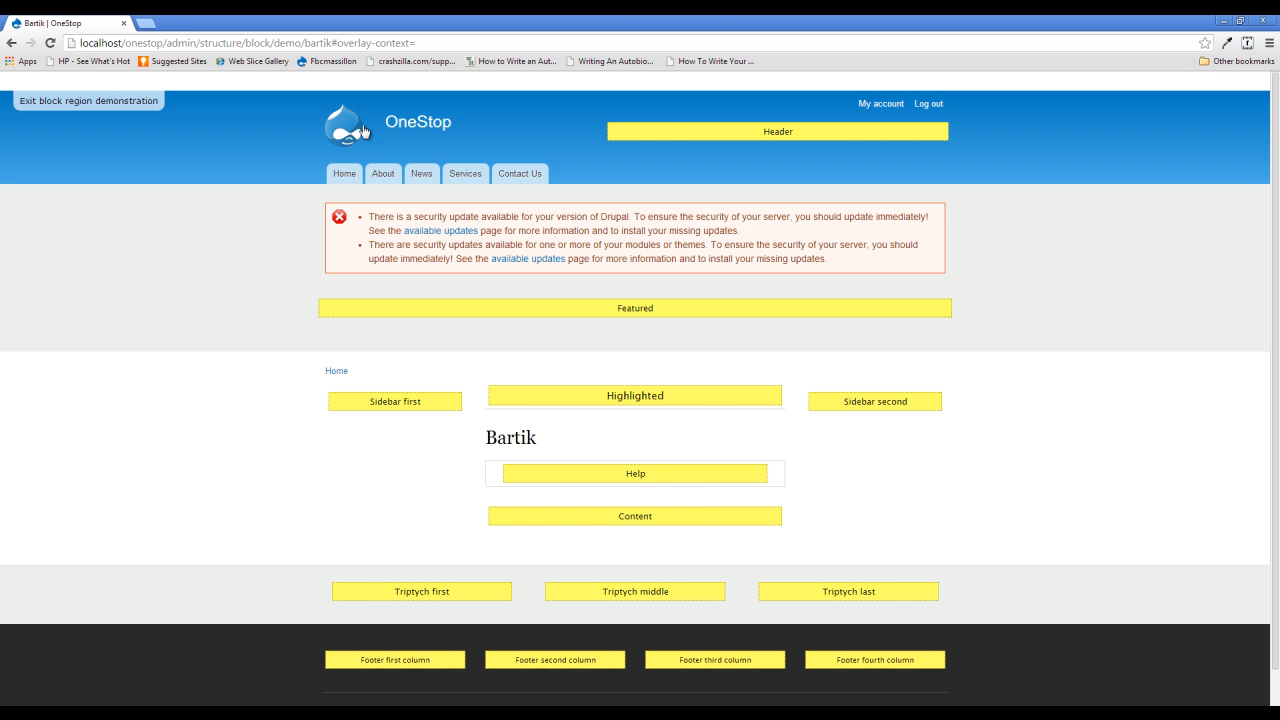 Bartik | OneStop
localhost/onestop/admin/structure/block/demo/bartik#overlay-context=
Apps HP - See What's Hot Suggested Sites Web Slice Gallery Fbcmassillon crashzilla.com/supp... How to Write an Aut... Writing An Autobio... How To Write Your ... Other bookmarks
Exit block region demonstration
My account Log out
OneStop
Header
Home About News Services Contact Us
There is a security update available for your version of Drupal. To ensure the security of your server, you should update immediately!
See the available updates page for more information and to install your missing updates.
There are security updates available for one or more of your modules or themes. To ensure the security of your server, you should
update immediately! See the available updates page for more information and to install your missing updates.
Featured
Home
Sidebar first Highlighted Sidebar second
Bartik
Help
Content
Triptych first Triptych middle Triptych last
Footer first column Footer second column Footer third column Footer fourth column